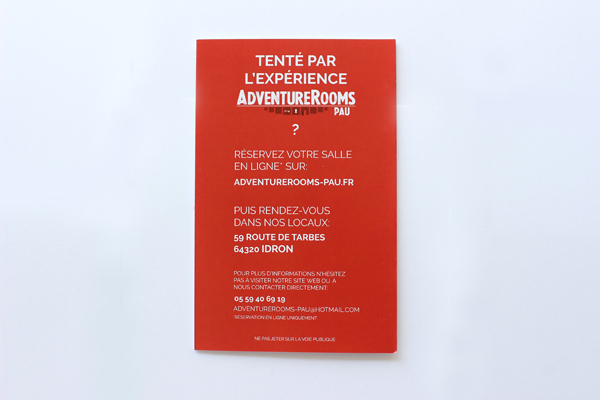 TENTÉ PAR
L'EXPÉRIENCE
ADVENTUREROOMS
PAU
?
RÉSERVEZ VOTRE SALLE
EN LIGNE* SUR:
ADVENTUREROOMS-PAU.FR
PUIS RENDEZ-VOUS
DANS NOS LOCAUX:
59 ROUTE DE TARBES
64320 IDRON
POUR PLUS D'INFORMATIONS N'HÉSITEZ
PAS À VISITER NOTRE SITE WEB OU À
NOUS CONTACTER DIRECTEMENT:
05 59 40 69 19
ADVENTUREROOMS-PAU@HOTMAIL.COM
*RÉSERVATION EN LIGNE UNIQUEMENT
NE PAS JETER SUR LA VOIE PUBLIQUE